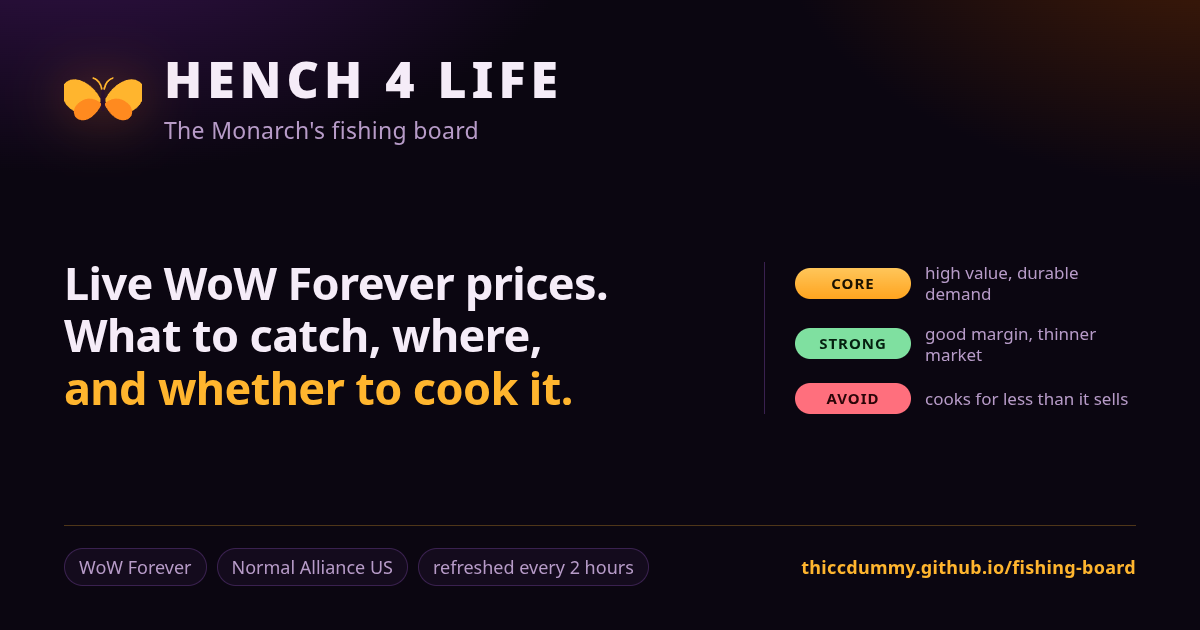 HENCH 4 LIFE
The Monarch's fishing board
Live WoW Forever prices.
What to catch, where,
and whether to cook it.
CORE
high value, durable
demand
STRONG
good margin, thinner
market
AVOID
cooks for less than it sells
WoW Forever
Normal Alliance US
refreshed every 2 hours
thiccdummy.github.io/fishing-board